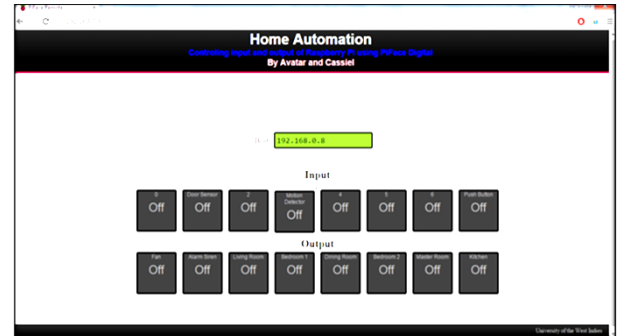 Home Automation
Controlling input and output of Raspberry Pi using PiFace Digital
By Avatar and Cassiel
192.168.0.8
Input
0 Door Sensor 2 Motion Detector 4 5 6 Push Button
Off Off Off Off Off Off Off Off
Output
Fan Alarm Siren Living Room Bedroom 1 Dining Room Bedroom 2 Master Room Kitchen
Off Off Off Off Off Off Off Off
University of the West Indies